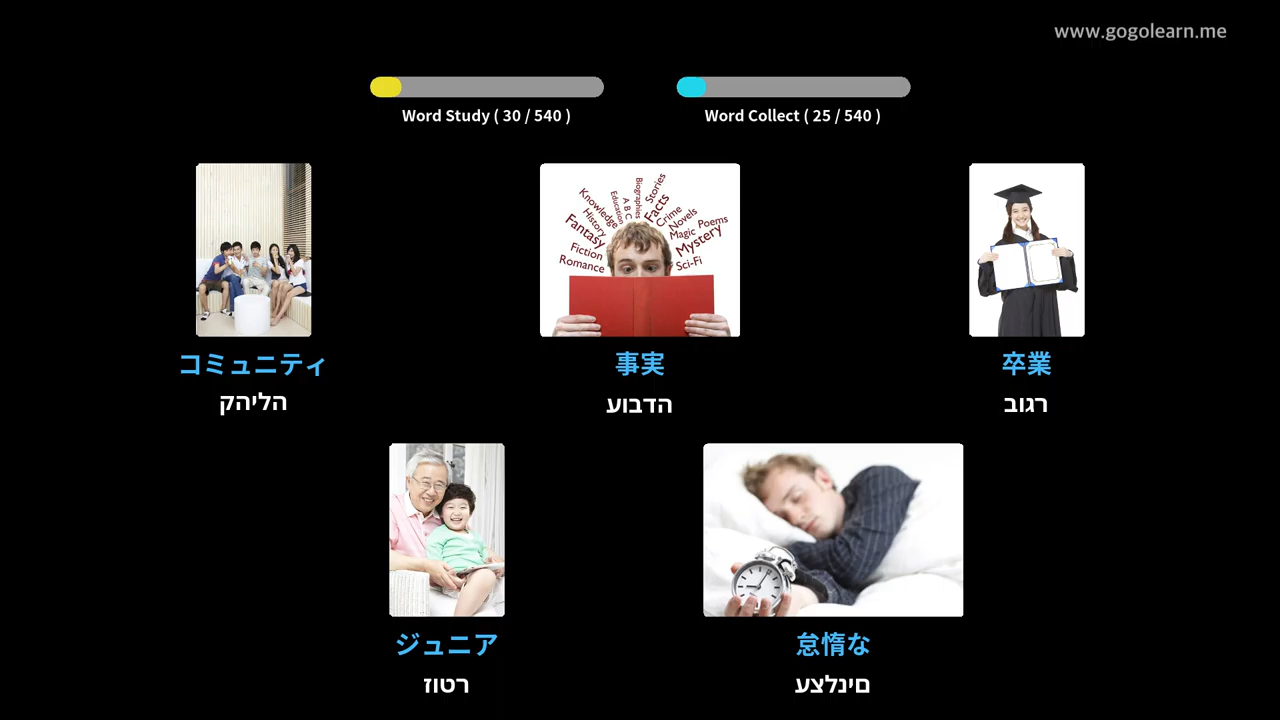 www.gogolearn.me
Word Study ( 30 / 540 )
Word Collect ( 25 / 540 )
Knowledge
History
Fantasy
Fiction
Romance
Education
A B C
Biographies
Stories
Facts
Crime
Novels
Magic
Poems
Mystery
Sci-Fi
コミュニティ
הליהק
事実
הדבוע
卒業
רגוב
ジュニア
רטוז
怠惰な
םינלצע